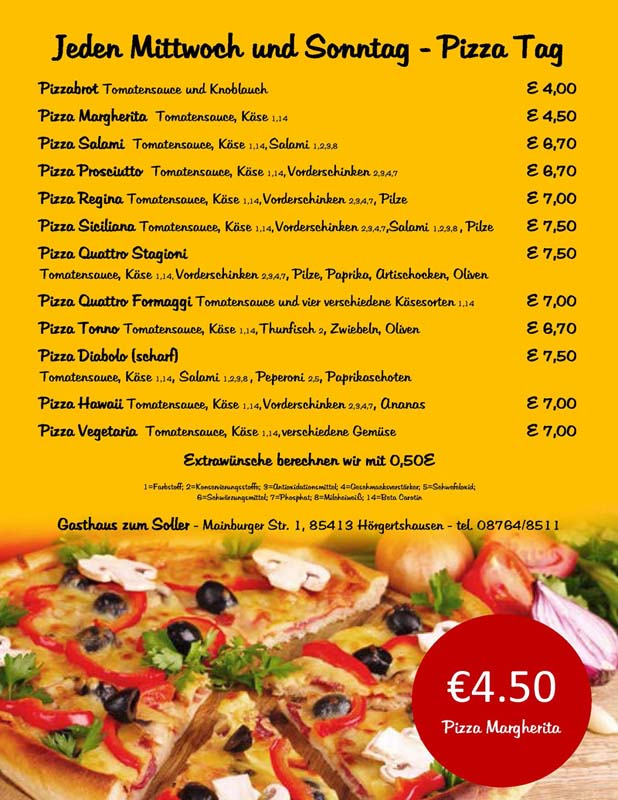 Jeden Mittwoch und Sonntag - Pizza Tag
Pizzabrot Tomatensauce und Knoblauch € 4,00
Pizza Margherita Tomatensauce, Käse 1,14 € 4,50
Pizza Salami Tomatensauce, Käse 1,14, Salami 1,2,3,8 € 6,70
Pizza Prosciutto Tomatensauce, Käse 1,14, Vorderschinken 2,3,4,7 € 6,70
Pizza Regina Tomatensauce, Käse 1,14, Vorderschinken 2,3,4,7, Pilze € 7,00
Pizza Siciliana Tomatensauce, Käse 1,14, Vorderschinken 2,3,4,7, Salami 1,2,3,8 , Pilze € 7,50
Pizza Quattro Stagioni € 7,50
Tomatensauce, Käse 1,14, Vorderschinken 2,3,4,7, Pilze, Paprika, Artischocken, Oliven
Pizza Quattro Formaggi Tomatensauce und vier verschiedene Käsesorten 1,14 € 7,00
Pizza Tonno Tomatensauce, Käse 1,14, Thunfisch 2, Zwiebeln, Oliven € 6,70
Pizza Diabolo (scharf) € 7,50
Tomatensauce, Käse 1,14, Salami 1,2,3,8 , Peperoni 2,5, Paprikaschoten
Pizza Hawaii Tomatensauce, Käse 1,14, Vorderschinken 2,3,4,7, Ananas € 7,00
Pizza Vegetaria Tomatensauce, Käse 1,14, verschiedene Gemüse € 7,00
Extrawünsche berechnen wir mit 0,50€
1=Farbstoff; 2=Konservierungsstoffe; 3=Antioxidationsmittel; 4=Geschmacksverstärker; 5=Schwefeloxid;
6=Schwärzungsmittel; 7=Phosphat; 8=Milcheiweiß; 14=Beta Carotin
Gasthaus zum Soller - Mainburger Str. 1, 85413 Hörgertshausen - tel. 08764/8511
€4.50
Pizza Margherita